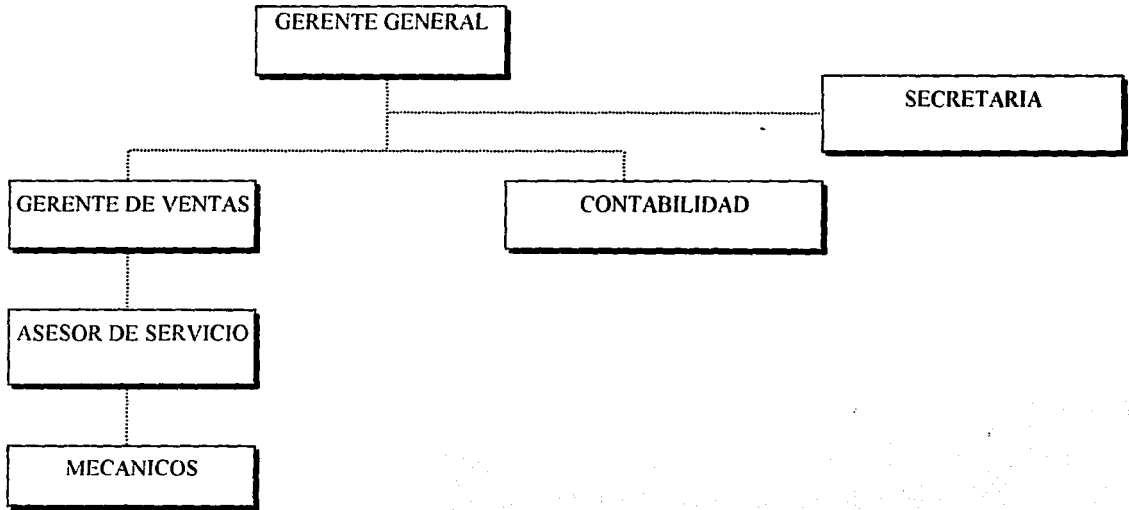 GERENTE GENERAL
SECRETARIA
GERENTE DE VENTAS
CONTABILIDAD
ASESOR DE SERVICIO
MECANICOS